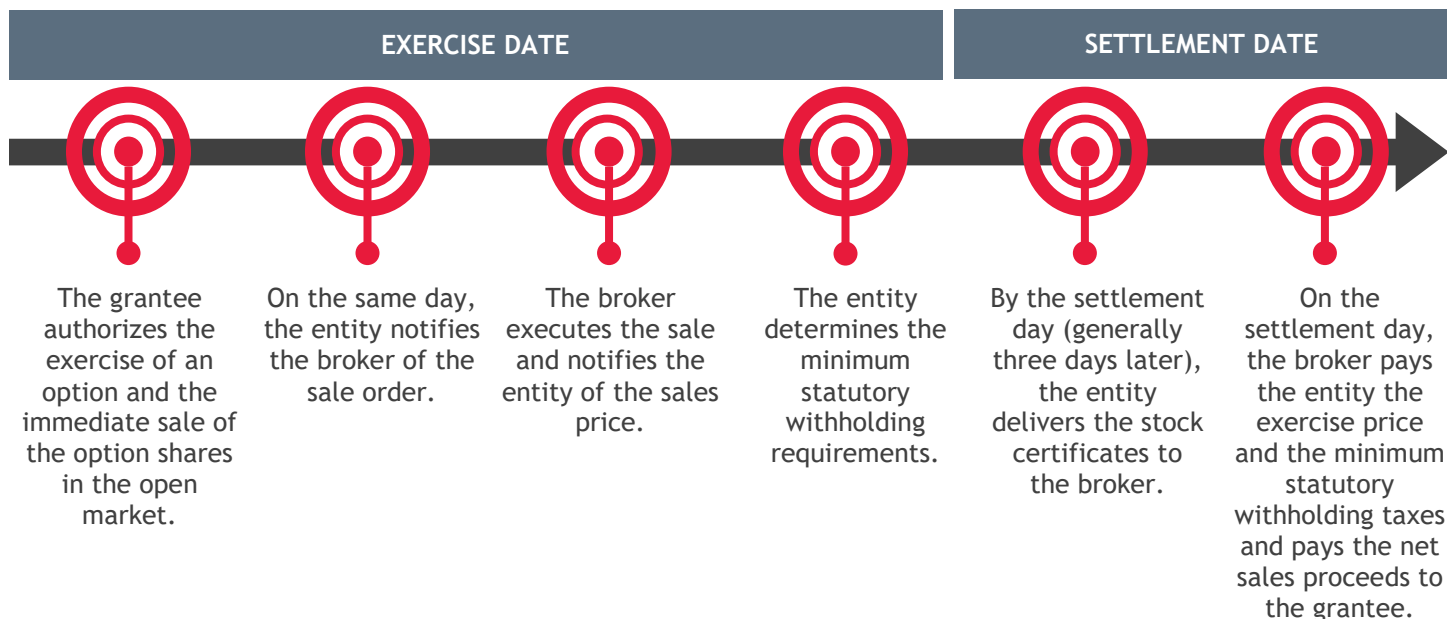 EXERCISE DATE
SETTLEMENT DATE
The grantee
authorizes the
exercise of an
option and the
immediate sale of
the option shares
in the open
market.
On the same day,
the entity notifies
the broker of the
sale order.
The broker
executes the sale
and notifies the
entity of the sales
price.
The entity
determines the
minimum
statutory
withholding
requirements.
By the settlement
day (generally
three days later),
the entity
delivers the stock
certificates to
the broker.
On the
settlement day,
the broker pays
the entity the
exercise price
and the minimum
statutory
withholding taxes
and pays the net
sales proceeds to
the grantee.